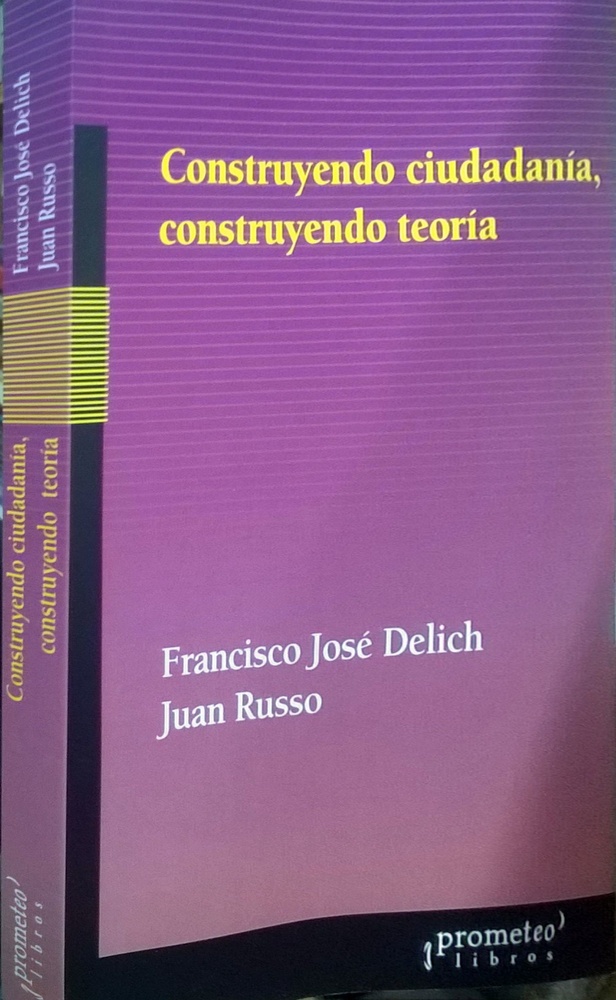 Construyendo ciudadanía,
construyendo teoría
Francisco José Delich
Juan Russo
prometeo
libros
Francisco José Delich
Juan Russo
Construyendo ciudadanía,
construyendo teoría
prometeo
libros